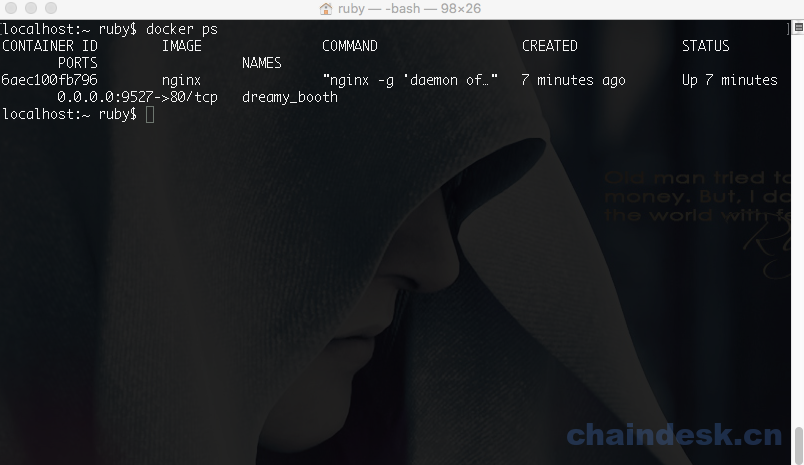 ruby — -bash — 98×26
[localhost:~ ruby$ docker ps ]
CONTAINER ID IMAGE COMMAND CREATED STATUS
PORTS NAMES
6aec100fb796 nginx "nginx -g 'daemon of…" 7 minutes ago Up 7 minutes
0.0.0.0:9527->80/tcp dreamy_booth
localhost:~ ruby$
Old man tried to
money. But, I do
the world with
chaindesk.cn